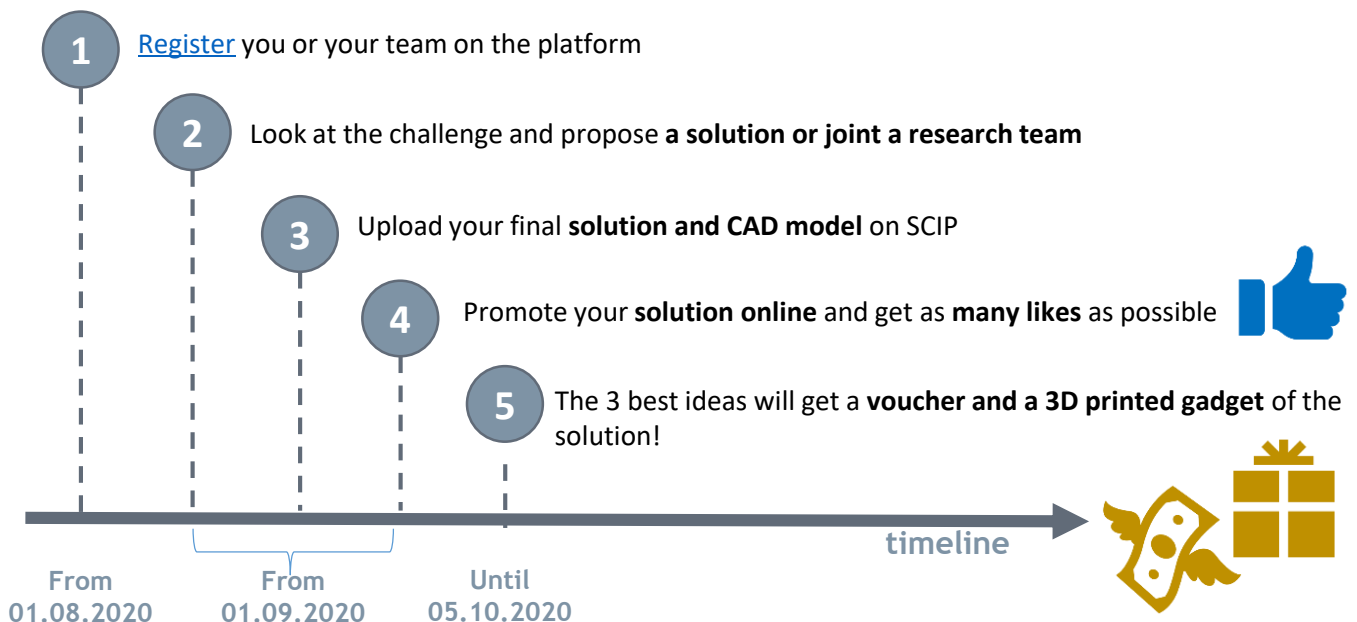 1
Register you or your team on the platform
2
Look at the challenge and propose a solution or joint a research team
3
Upload your final solution and CAD model on SCIP
4
Promote your solution online and get as many likes as possible
5
The 3 best ideas will get a voucher and a 3D printed gadget of the
solution!
timeline
From
01.08.2020
From
01.09.2020
Until
05.10.2020